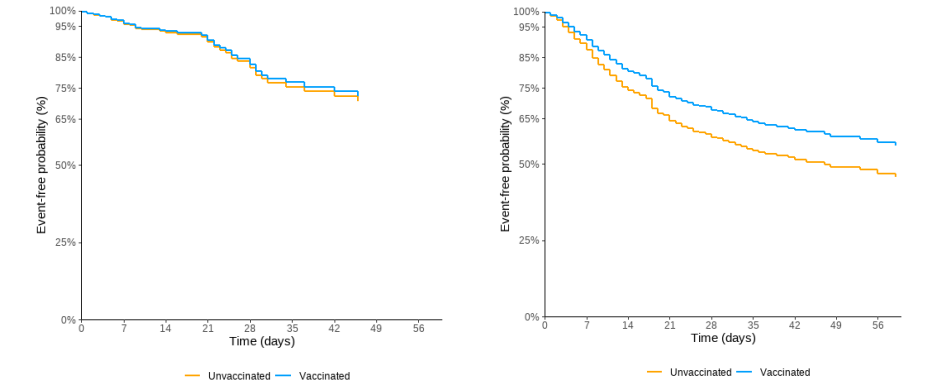 Event-free probability (%)
100%
95%
85%
75%
65%
50%
25%
0%
0 7 14 21 28 35 42 49 56
Time (days)
Unvaccinated Vaccinated
Event-free probability (%)
100%
95%
85%
75%
65%
50%
25%
0%
0 7 14 21 28 35 42 49 56
Time (days)
Unvaccinated Vaccinated